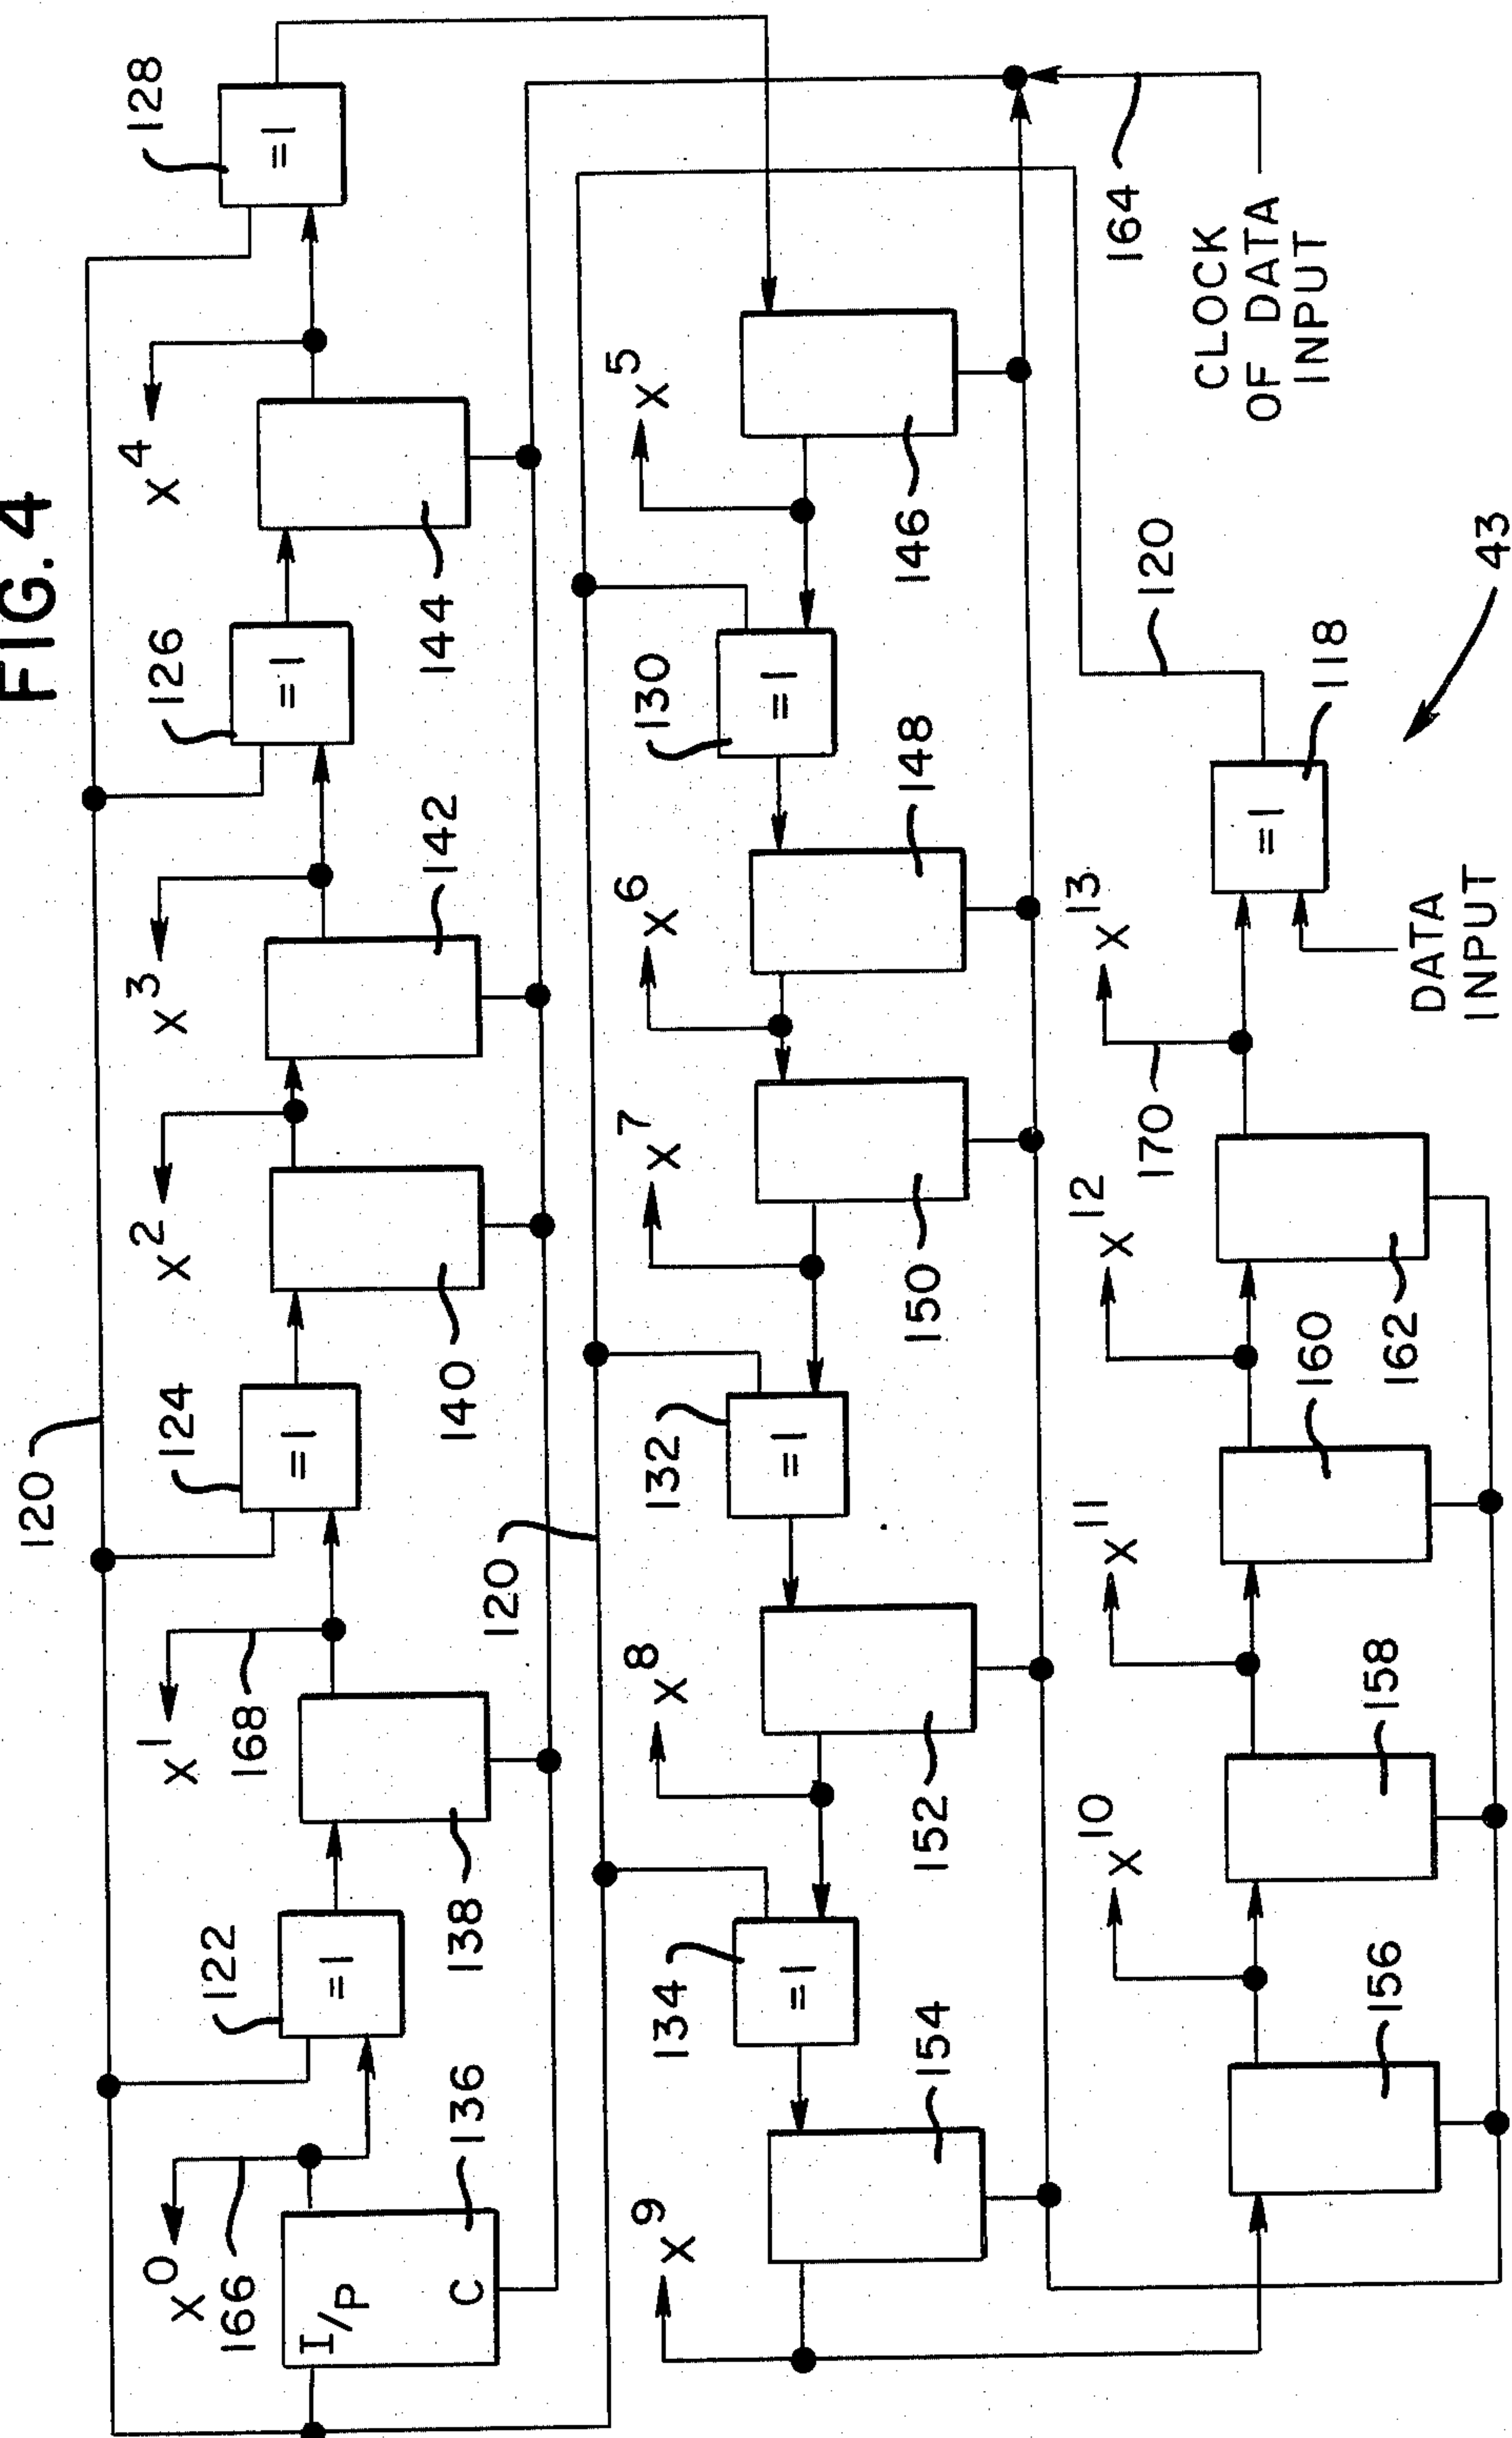 FIG. 4
120
X⁰
166
I/P
C
136
122
=1
X¹
168
138
124
=1
X²
140
X³
142
126
=1
X⁴
144
128
=1
120
X⁹
154
134
=1
X⁸
152
132
=1
X⁷
150
X⁶
148
130
=1
X⁵
146
156
X¹⁰
158
X¹¹
160
X¹²
162
X¹³
170
=1
118
120
164
CLOCK
OF DATA
INPUT
DATA
INPUT
43